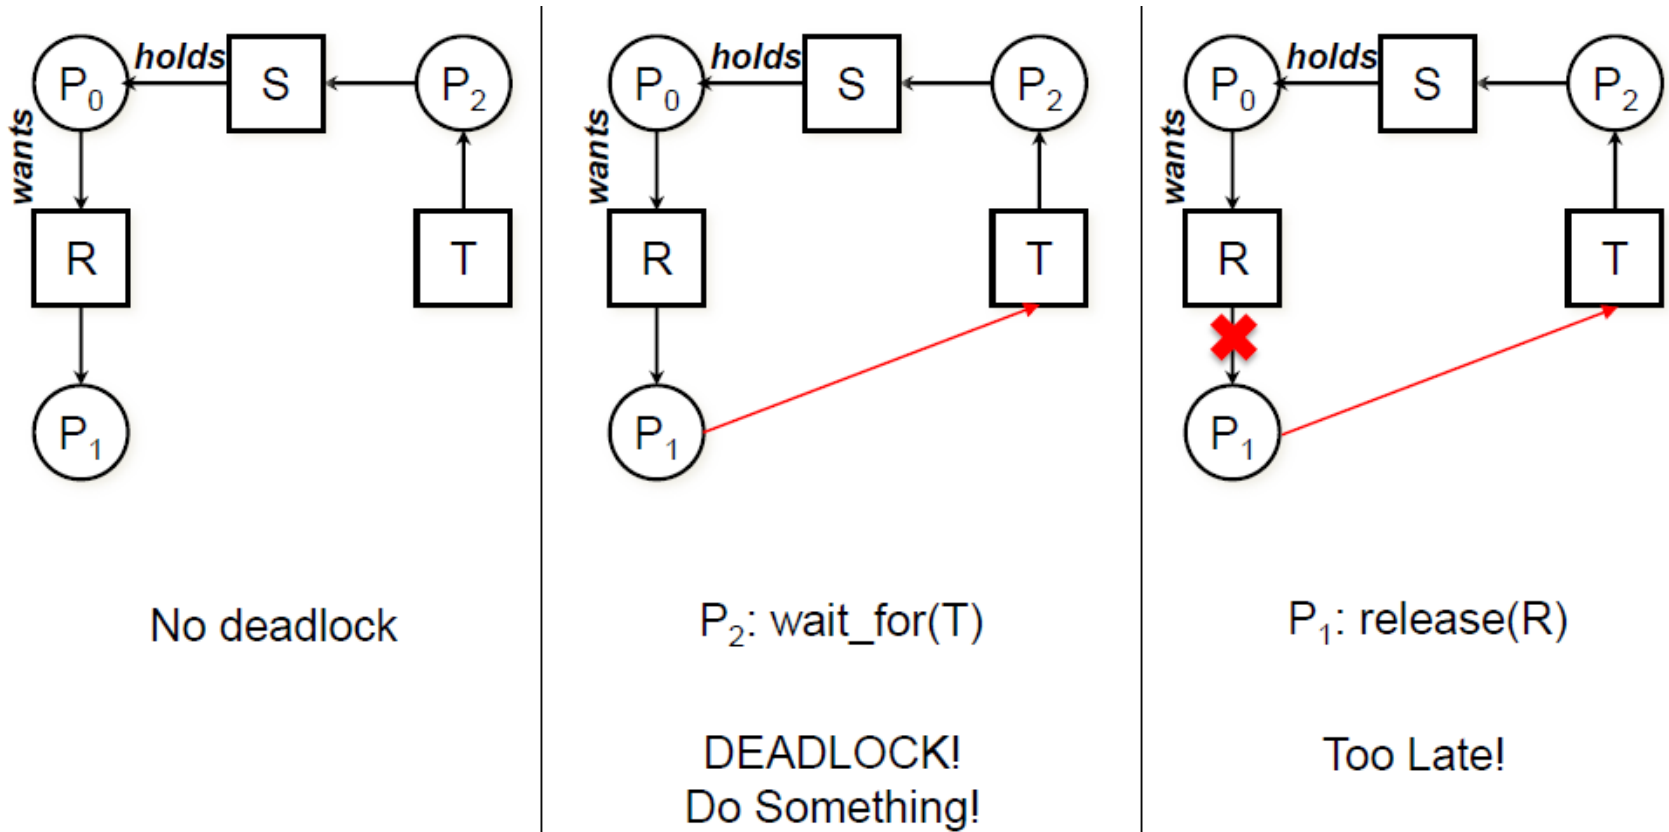 P0
holds
S
P2
wants
R
T
P1
No deadlock
P0
holds
S
P2
wants
R
T
P1
P2: wait_for(T)
DEADLOCK!
Do Something!
P0
holds
S
P2
wants
R
T
P1
P1: release(R)
Too Late!